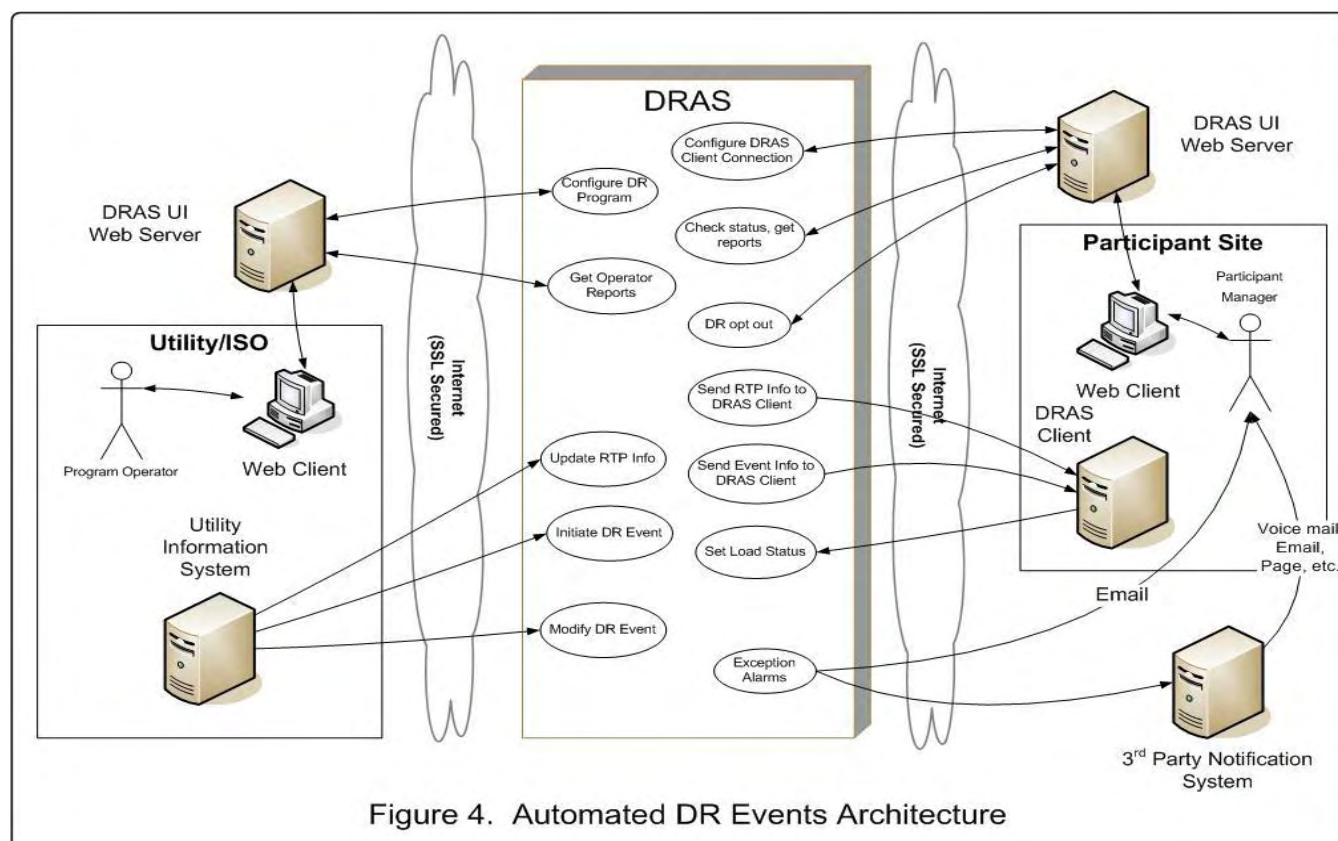 DRAS
DRAS UI
Web Server
Configure DR
Program
Get Operator
Reports
Utility/ISO
Program Operator
Web Client
Utility
Information
System
Internet
(SSL Secured)
Update RTP Info
Initiate DR Event
Modify DR Event
Configure DRAS
Client Connection
Check status, get
reports
DR opt out
Send RTP Info to
DRAS Client
Send Event Info to
DRAS Client
Set Load Status
Exception
Alarms
Internet
(SSL Secured)
DRAS UI
Web Server
Participant Site
Participant
Manager
Web Client
DRAS
Client
Voice mail,
Email,
Page, etc.
Email
3rd Party Notification
System
Figure 4. Automated DR Events Architecture